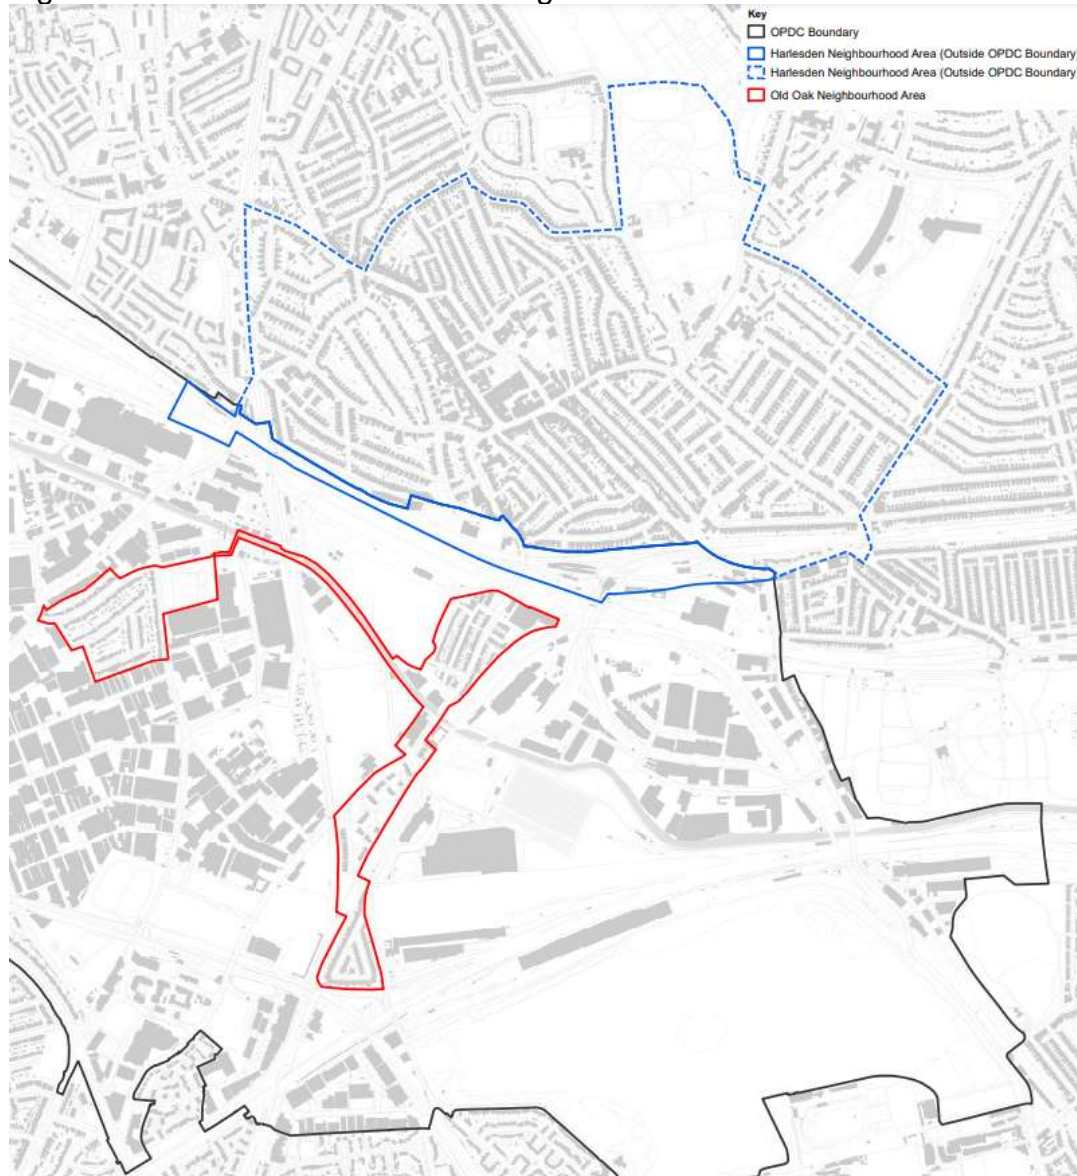 Key
OPDC Boundary
Harlesden Neighbourhood Area (Outside OPDC Boundary)
Harlesden Neighbourhood Area (Outside OPDC Boundary
Old Oak Neighbourhood Area